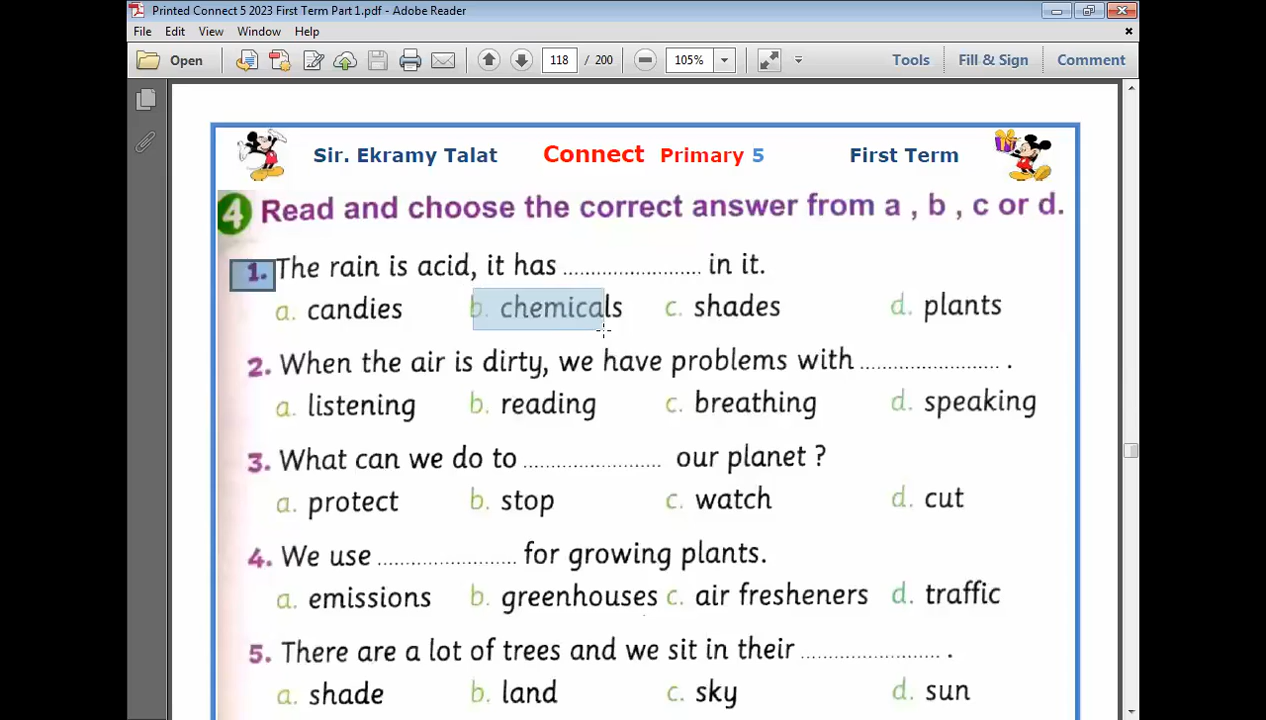 Printed Connect 5 2023 First Term Part 1.pdf - Adobe Reader
File Edit View Window Help
Open 118 / 200 105% Tools Fill & Sign Comment
Sir. Ekramy Talat Connect Primary 5 First Term
4 Read and choose the correct answer from a , b , c or d.
1. The rain is acid, it has ........................ in it.
a. candies b. chemicals c. shades d. plants
2. When the air is dirty, we have problems with ........................ .
a. listening b. reading c. breathing d. speaking
3. What can we do to ........................ our planet ?
a. protect b. stop c. watch d. cut
4. We use ........................ for growing plants.
a. emissions b. greenhouses c. air fresheners d. traffic
5. There are a lot of trees and we sit in their ........................ .
a. shade b. land c. sky d. sun